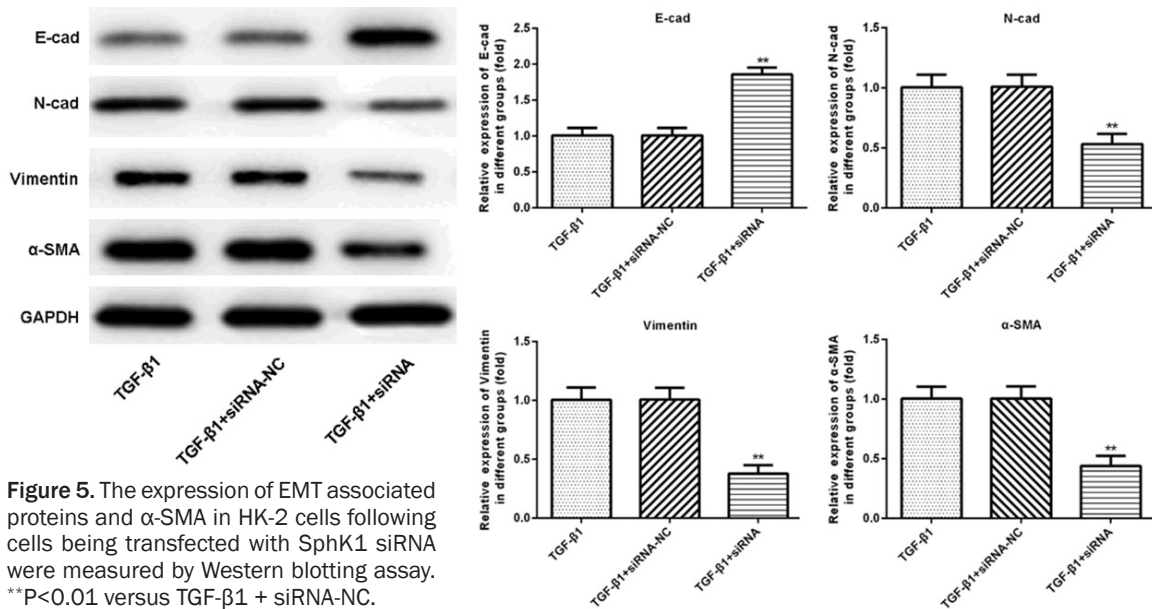 E-cad
N-cad
Vimentin
α-SMA
GAPDH
TGF-β1
TGF-β1+siRNA-NC
TGF-β1+siRNA
Figure 5. The expression of EMT associated
proteins and α-SMA in HK-2 cells following
cells being transfected with SphK1 siRNA
were measured by Western blotting assay.
**P<0.01 versus TGF-β1 + siRNA-NC.
E-cad
Relative expression of E-cad
in different groups (fold)
2.5
2.0
1.5
1.0
0.5
0.0
**
TGF-β1
TGF-β1+siRNA-NC
TGF-β1+siRNA
N-cad
Relative expression of N-cad
in different groups (fold)
1.5
1.0
0.5
0.0
**
TGF-β1
TGF-β1+siRNA-NC
TGF-β1+siRNA
Vimentin
Relative expression of Vimentin
in different groups (fold)
1.5
1.0
0.5
0.0
**
TGF-β1
TGF-β1+siRNA-NC
TGF-β1+siRNA
α-SMA
Relative expression of α-SMA
in different groups (fold)
1.5
1.0
0.5
0.0
**
TGF-β1
TGF-β1+siRNA-NC
TGF-β1+siRNA